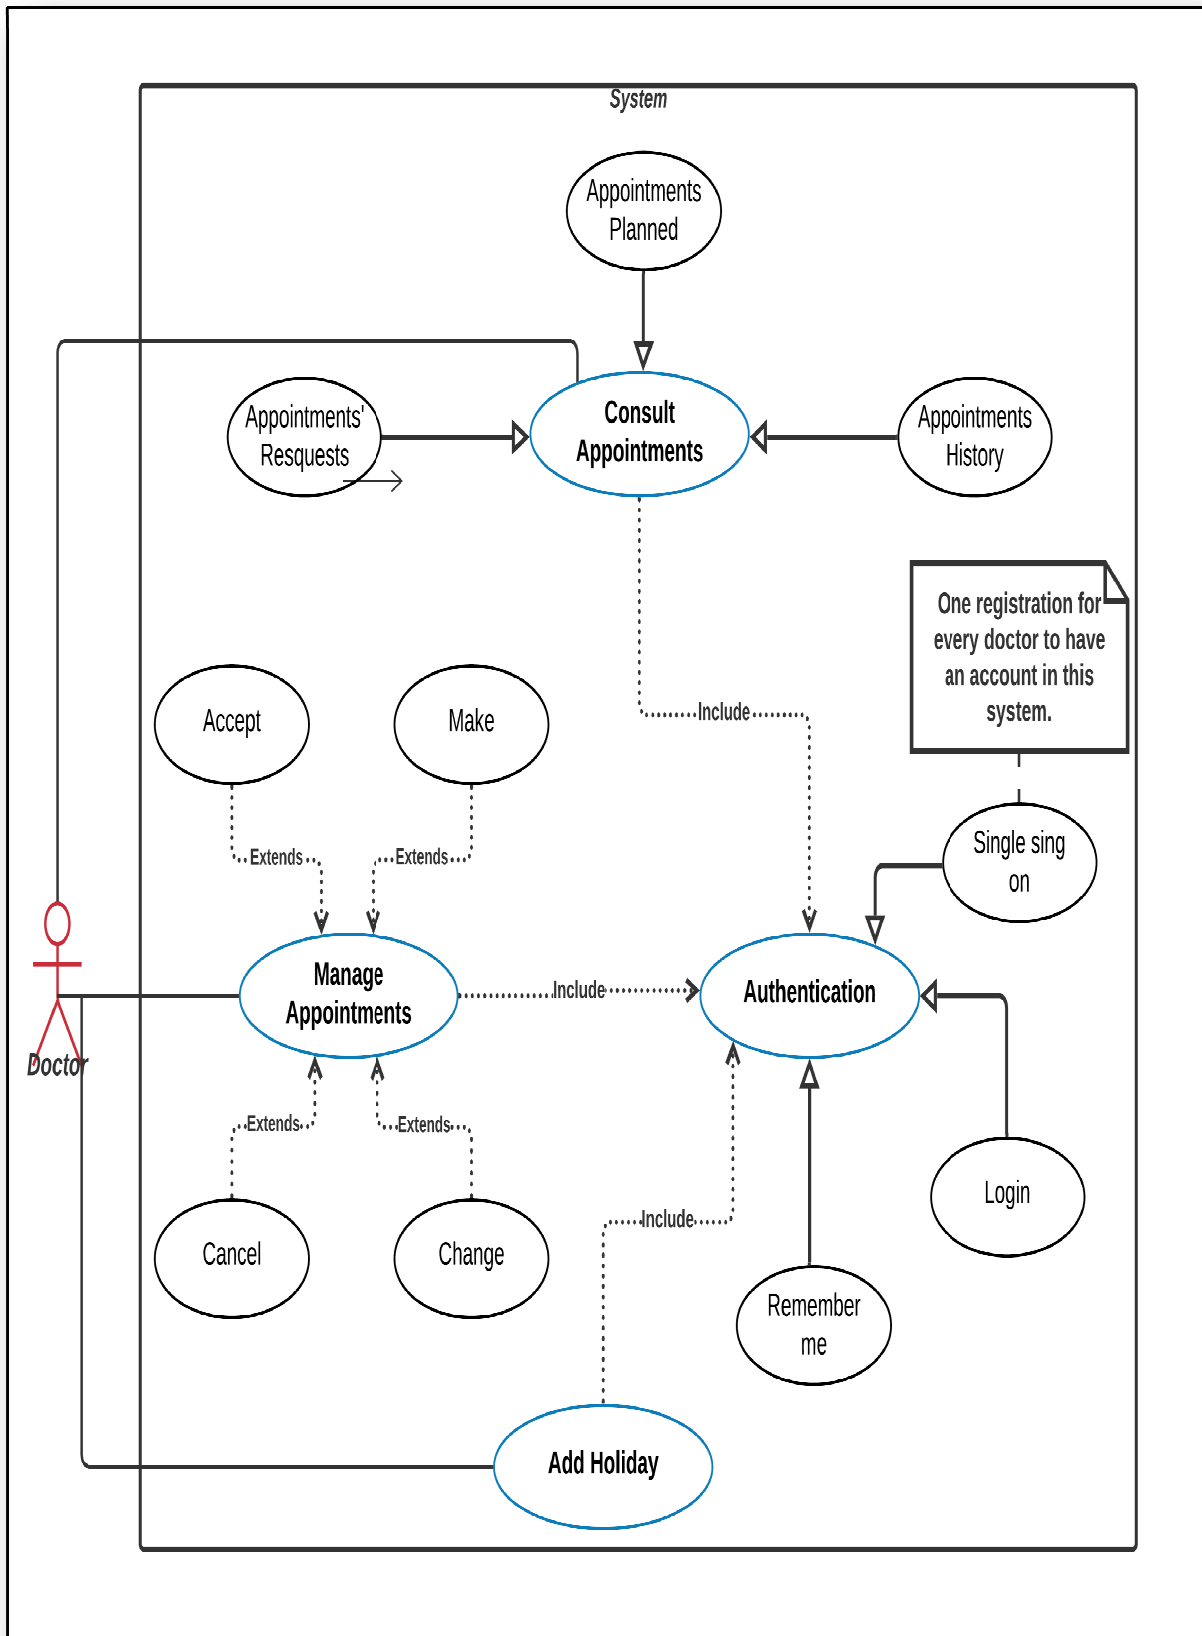 System
Appointments
Planned
Consult
Appointments
Appointments'
Resquests
Appointments
History
One registration for
every doctor to have
an account in this
system.
Include
Accept
Make
Single sing
on
Extends
Extends
Manage
Appointments
Include
Authentication
Doctor
Extends
Extends
Login
Include
Cancel
Change
Remember
me
Add Holiday